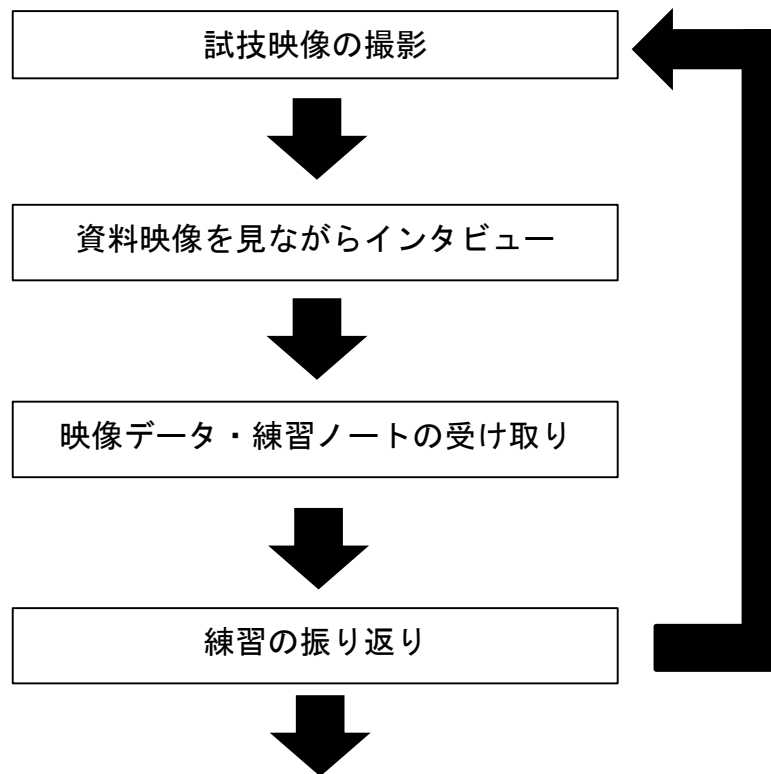 試技映像の撮影
資料映像を見ながらインタビュー
映像データ・練習ノートの受け取り
練習の振り返り